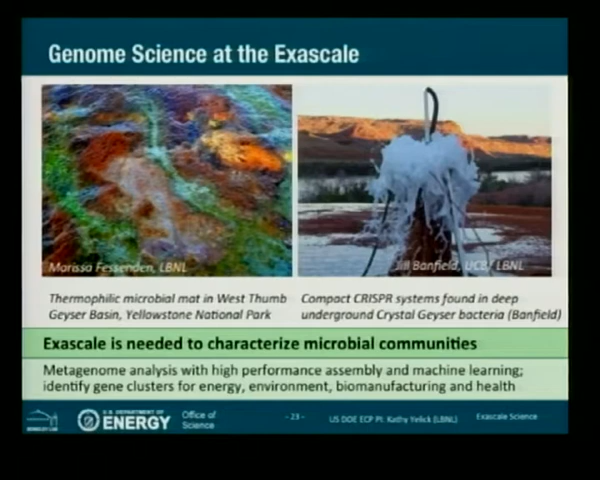 Genome Science at the Exascale
Marissa Fessenden, LBNL
Jill Banfield, UCB/ LBNL
Thermophilic microbial mat in West Thumb
Geyser Basin, Yellowstone National Park
Compact CRISPR systems found in deep
underground Crystal Geyser bacteria (Banfield)
Exascale is needed to characterize microbial communities
Metagenome analysis with high performance assembly and machine learning;
identify gene clusters for energy, environment, biomanufacturing and health
BERKELEY LAB
U.S. DEPARTMENT OF
ENERGY
Office of
Science
- 23 -
US DOE ECP PI: Kathy Yelick (LBNL)
Exascale Science